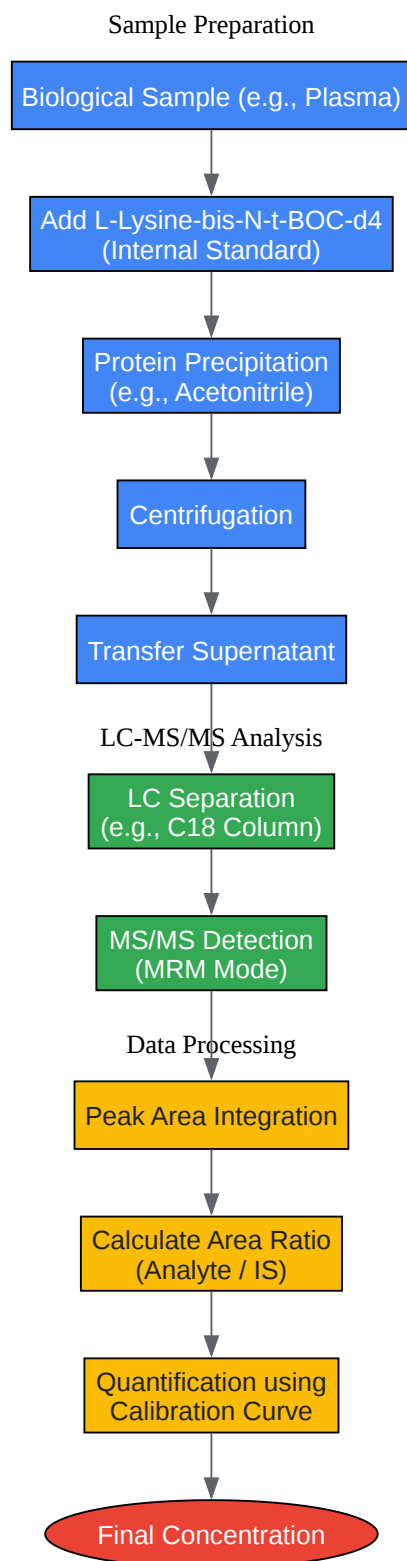 Sample Preparation
Biological Sample (e.g., Plasma)
Add L-Lysine-bis-N-t-BOC-d4
(Internal Standard)
Protein Precipitation
(e.g., Acetonitrile)
Centrifugation
Transfer Supernatant
LC-MS/MS Analysis
LC Separation
(e.g., C18 Column)
MS/MS Detection
(MRM Mode)
Data Processing
Peak Area Integration
Calculate Area Ratio
(Analyte / IS)
Quantification using
Calibration Curve
Final Concentration